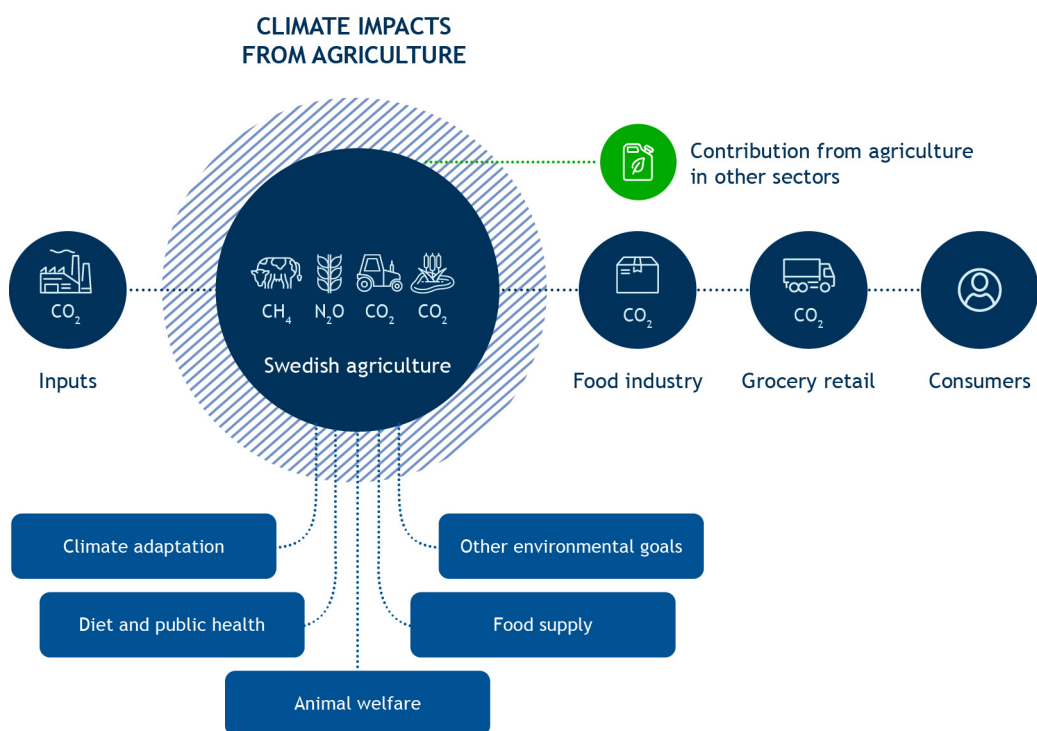 CLIMATE IMPACTS
FROM AGRICULTURE
Contribution from agriculture
in other sectors
CO₂
Inputs
CH₄ N₂O CO₂ CO₂
Swedish agriculture
CO₂
Food industry
CO₂
Grocery retail
Consumers
Climate adaptation
Other environmental goals
Diet and public health
Food supply
Animal welfare